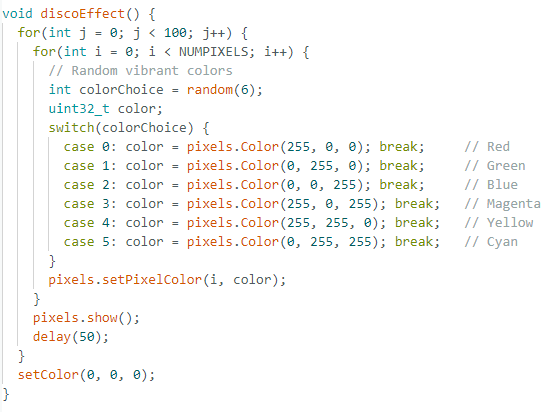 void discoEffect() {
  for(int j = 0; j < 100; j++) {
    for(int i = 0; i < NUMPIXELS; i++) {
      // Random vibrant colors
      int colorChoice = random(6);
      uint32_t color;
      switch(colorChoice) {
        case 0: color = pixels.Color(255, 0, 0); break;     // Red
        case 1: color = pixels.Color(0, 255, 0); break;     // Green
        case 2: color = pixels.Color(0, 0, 255); break;     // Blue
        case 3: color = pixels.Color(255, 0, 255); break;   // Magenta
        case 4: color = pixels.Color(255, 255, 0); break;   // Yellow
        case 5: color = pixels.Color(0, 255, 255); break;   // Cyan
      }
      pixels.setPixelColor(i, color);
    }
    pixels.show();
    delay(50);
  }
  setColor(0, 0, 0);
}